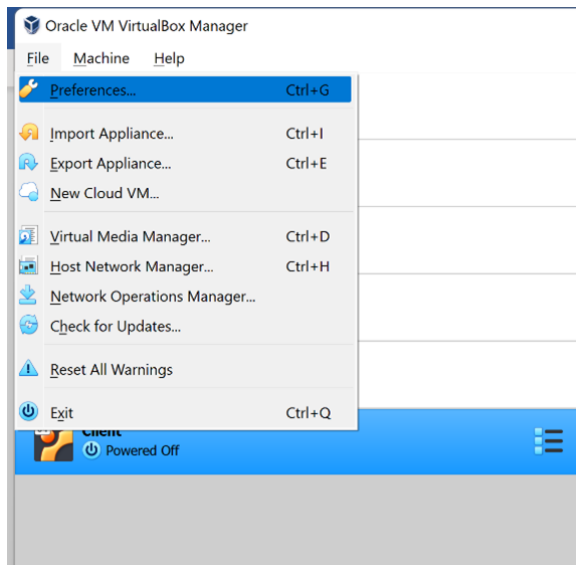 Oracle VM VirtualBox Manager
File Machine Help
Preferences... Ctrl+G
Import Appliance... Ctrl+I
Export Appliance... Ctrl+E
New Cloud VM...
Virtual Media Manager... Ctrl+D
Host Network Manager... Ctrl+H
Network Operations Manager...
Check for Updates...
Reset All Warnings
Exit Ctrl+Q
Client
Powered Off